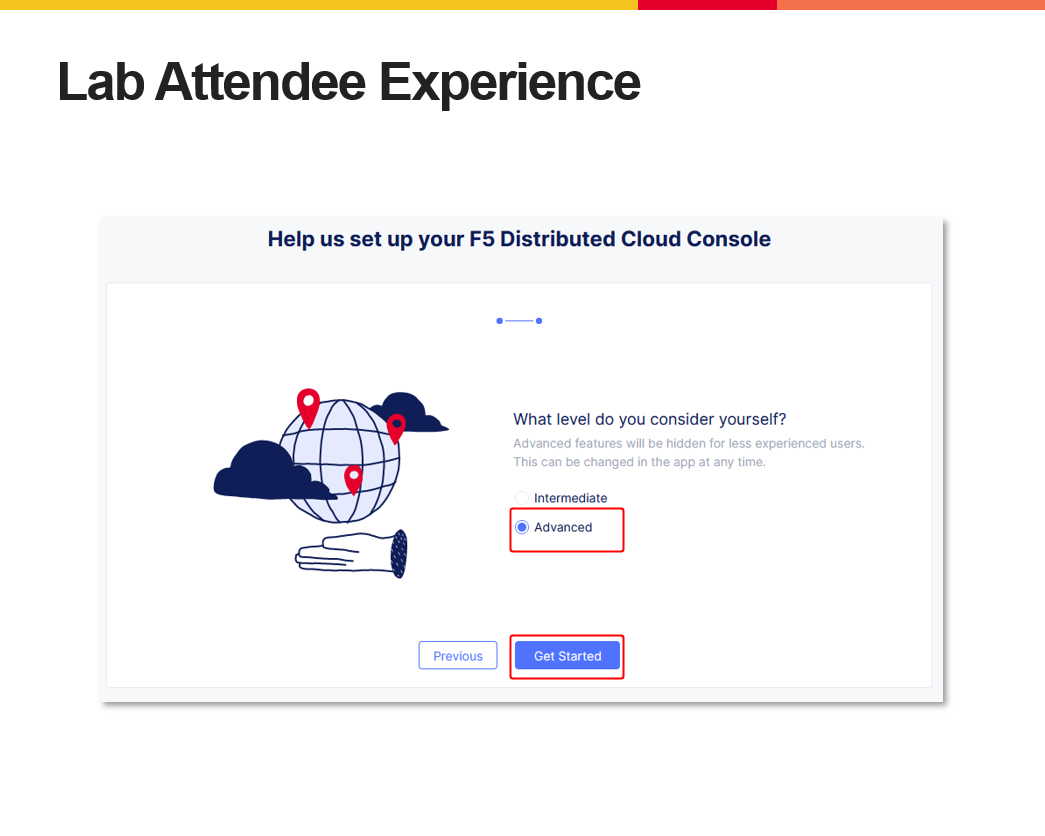 Lab Attendee Experience
Help us set up your F5 Distributed Cloud Console
What level do you consider yourself?
Advanced features will be hidden for less experienced users.
This can be changed in the app at any time.
Intermediate
Advanced
Previous
Get Started